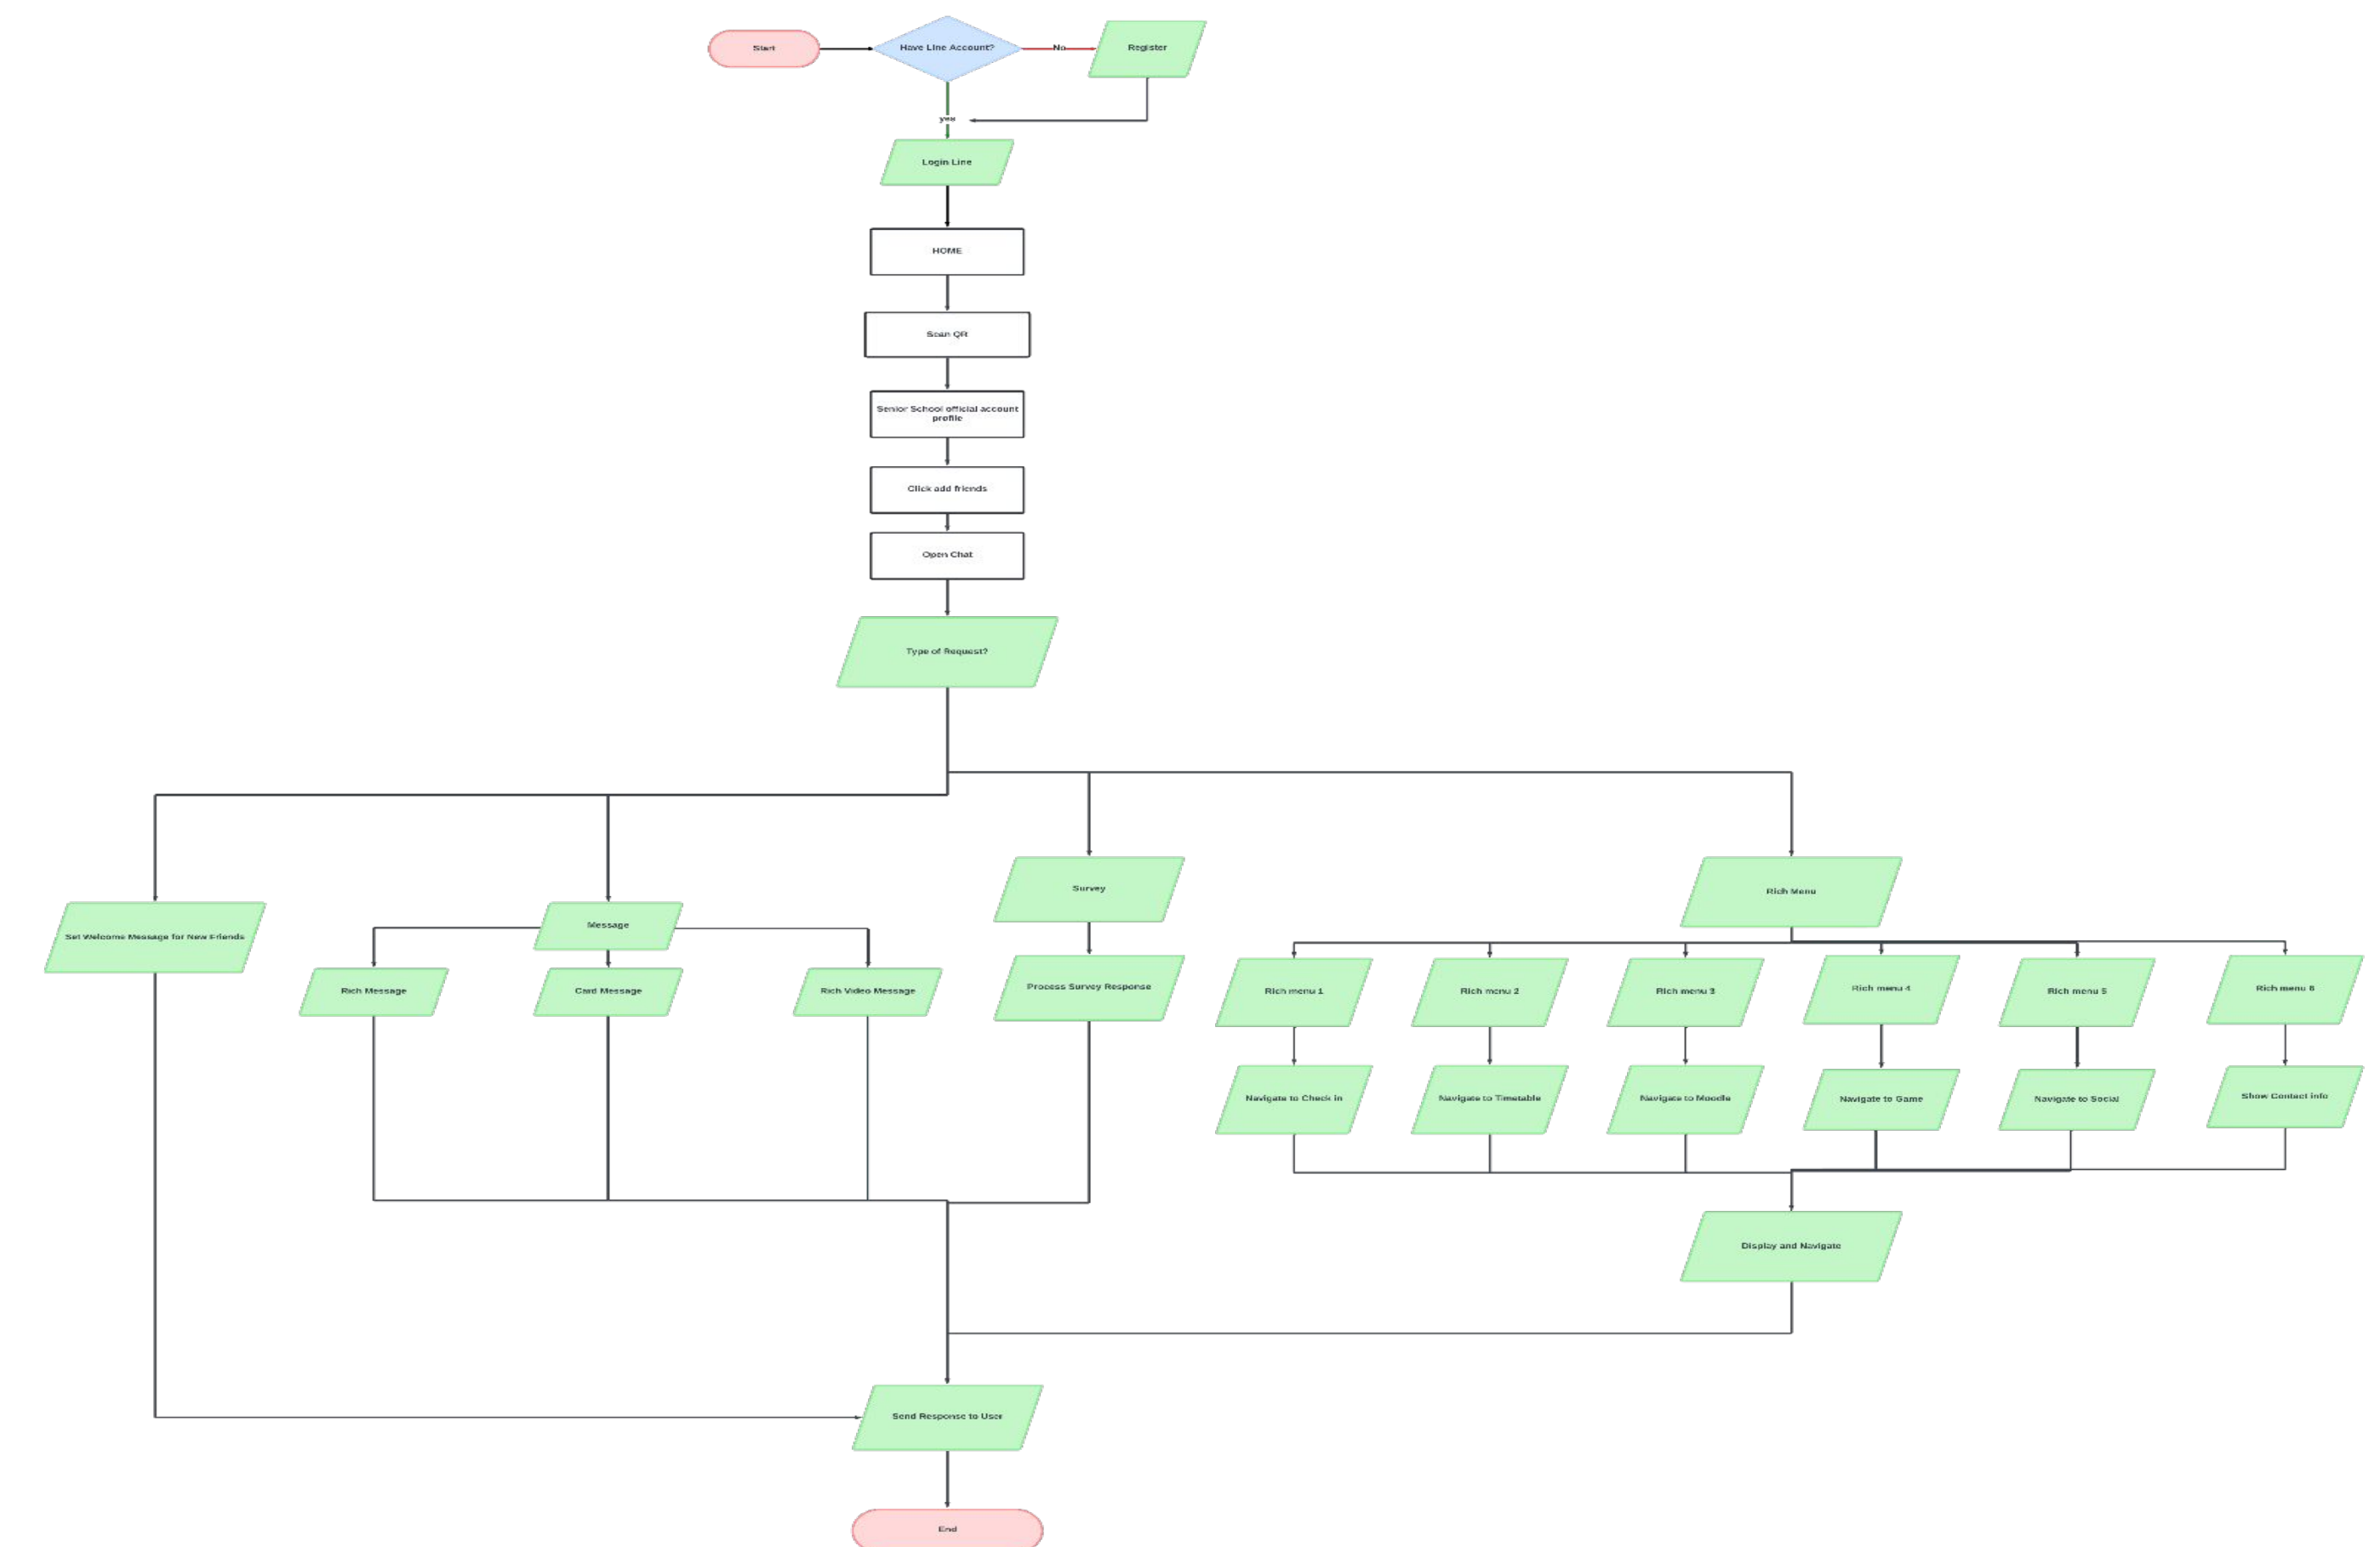 Start
Have Line Account?
No
Register
yes
Login Line
HOME
Scan QR
Senior School official account
profile
Click add friends
Open Chat
Type of Request?
Set Welcome Message for New Friends
Message
Rich Message
Card Message
Rich Video Message
Survey
Process Survey Response
Rich Menu
Rich menu 1
Rich menu 2
Rich menu 3
Rich menu 4
Rich menu 5
Rich menu 6
Navigate to Check in
Navigate to Timetable
Navigate to Moodle
Navigate to Game
Navigate to Social
Show Contact info
Display and Navigate
Send Response to User
End